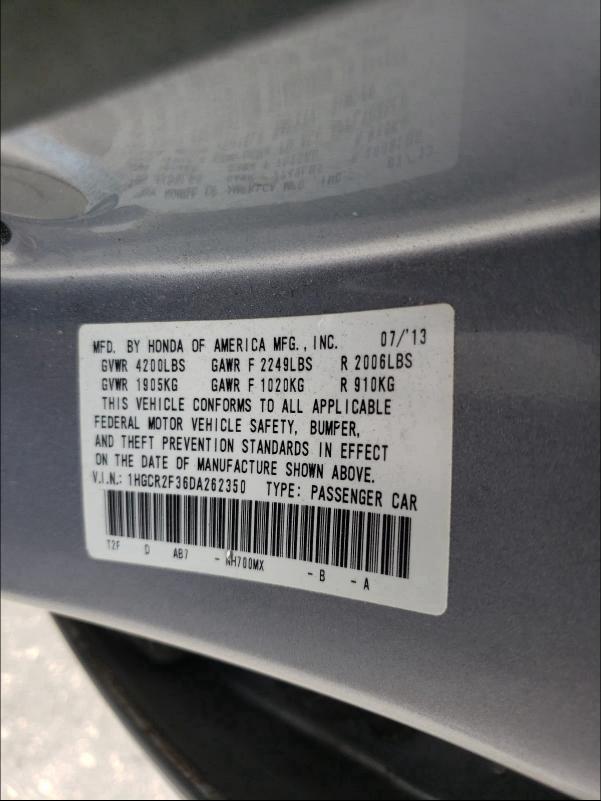 MFD. BY HONDA OF AMERICA MFG., INC. 07/'13
GVWR 4200LBS GAWR F 2249LBS R 2006LBS
GVWR 1905KG GAWR F 1020KG R 910KG
THIS VEHICLE CONFORMS TO ALL APPLICABLE
FEDERAL MOTOR VEHICLE SAFETY, BUMPER,
AND THEFT PREVENTION STANDARDS IN EFFECT
ON THE DATE OF MANUFACTURE SHOWN ABOVE.
V.I.N.: 1HGCR2F36DA262350 TYPE: PASSENGER CAR
T2F D AB7 - NH700MX - B - A